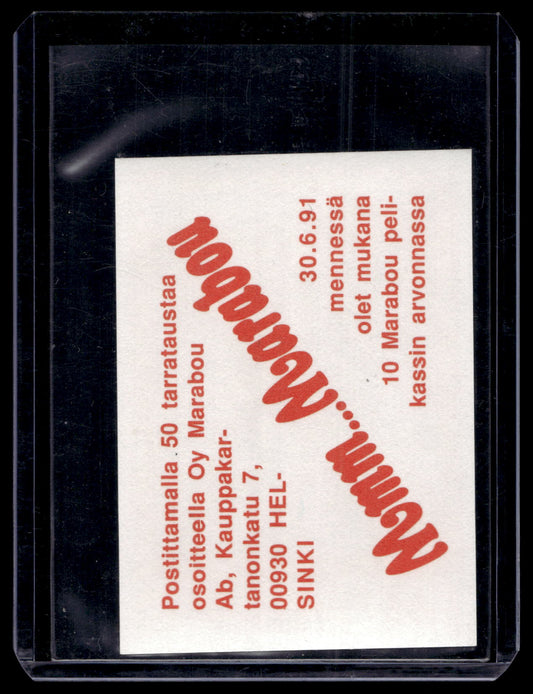 Postittamalla 50 tarrataustaa
osoitteella Oy Marabou
Ab, Kauppakar-
tanonkatu 7,
00930 HEL-
SINKI
Mmmm...Marabou
30.6.91
mennessä
olet mukana
10 Marabou peli-
kassin arvonnassa